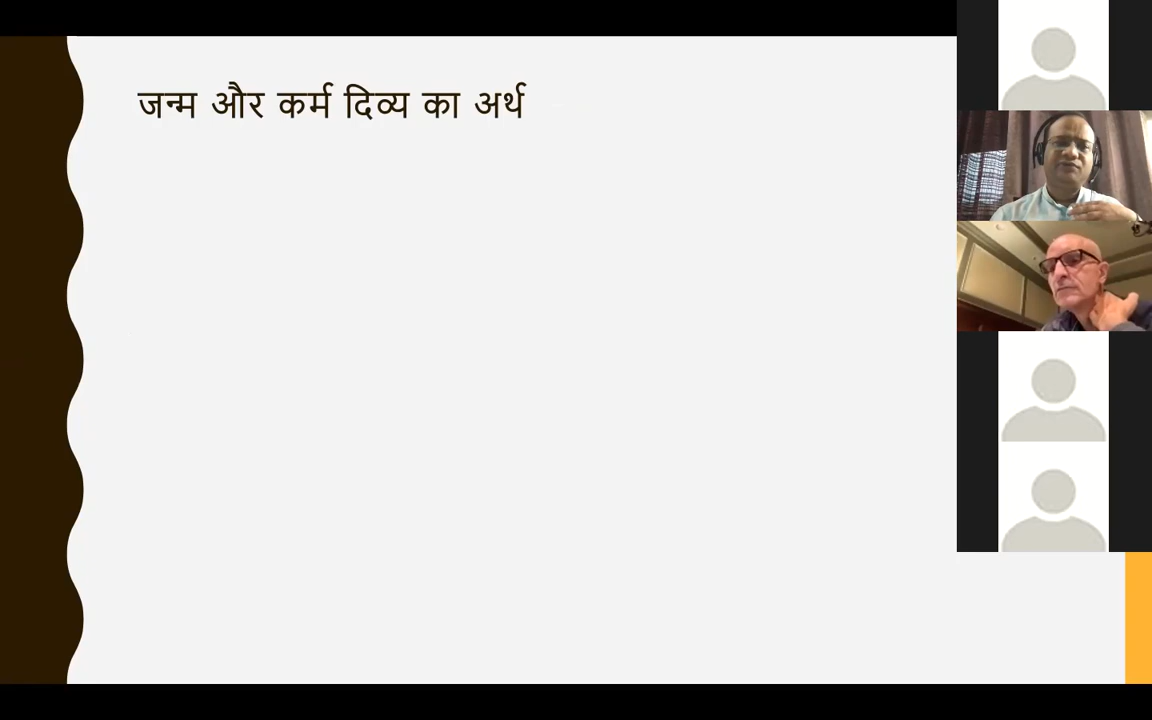 जन्म और कर्म दिव्य का अर्थ